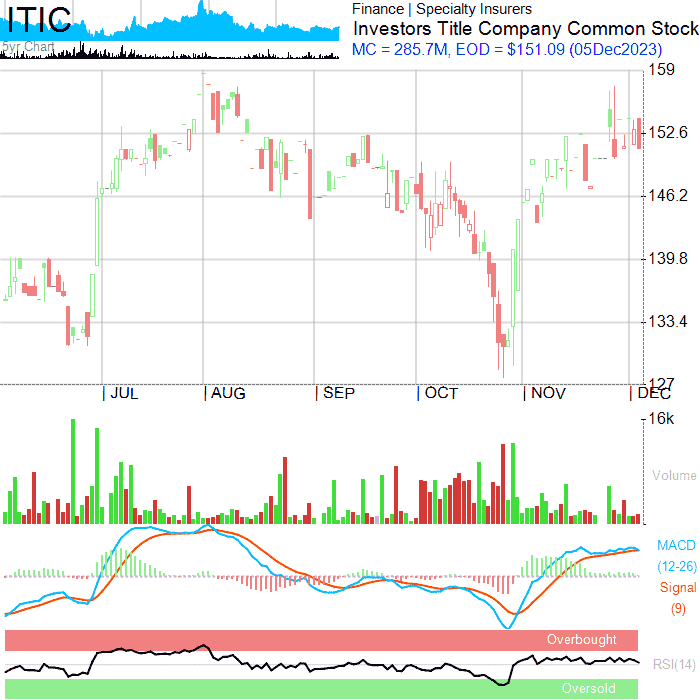 ITIC
5yr Chart
Finance | Specialty Insurers
Investors Title Company Common Stock
MC = 285.7M, EOD = $151.09 (05Dec2023)
159
152.6
146.2
139.8
133.4
127
JUL AUG SEP OCT NOV DEC
16k
Volume
MACD
(12-26)
Signal
(9)
Overbought
RSI(14)
Oversold